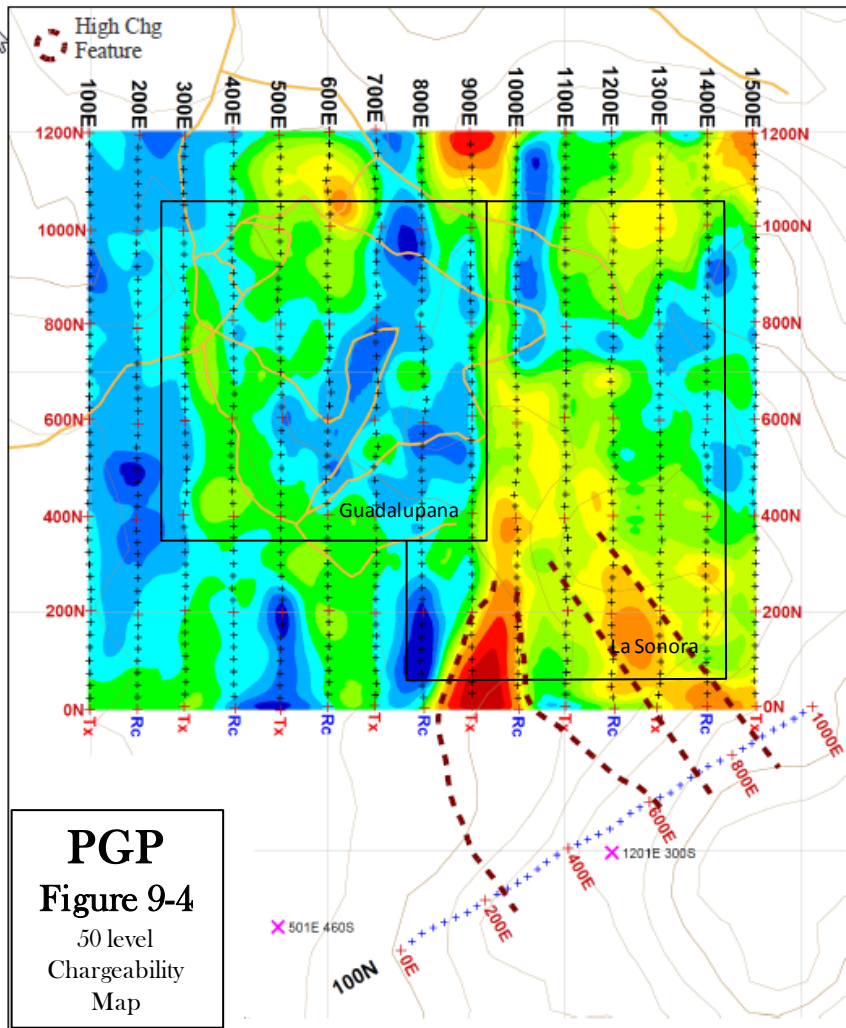 High Chg
Feature
100E 200E 300E 400E 500E 600E 700E 800E 900E 1000E 1100E 1200E 1300E 1400E 1500E
1200N 1200N
1000N 1000N
800N 800N
600N 600N
Guadalupana
400N 400N
200N 200N
La Sonora
0N 0N
Tx Rc Tx Rc Tx Rc Tx Rc Tx Rc Tx Rc Tx Rc Tx
1000E
800E
600E
400E
1201E 300S
200E
501E 460S
0E
100N
PGP
Figure 9-4
50 level
Chargeability
Map